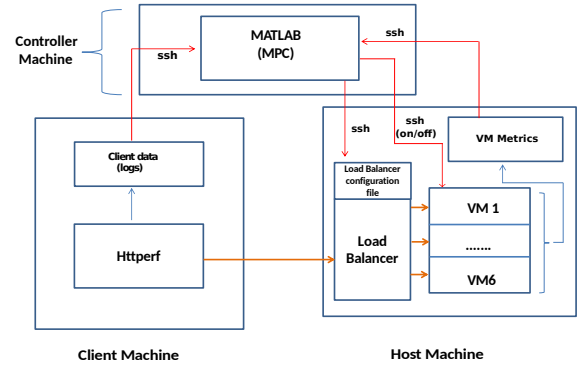 Controller
Machine
MATLAB
(MPC)
ssh
ssh
ssh
ssh
(on/off)
VM Metrics
Client data
(logs)
Load Balancer
configuration
file
VM 1
.......
VM6
Httperf
Load
Balancer
Client Machine
Host Machine